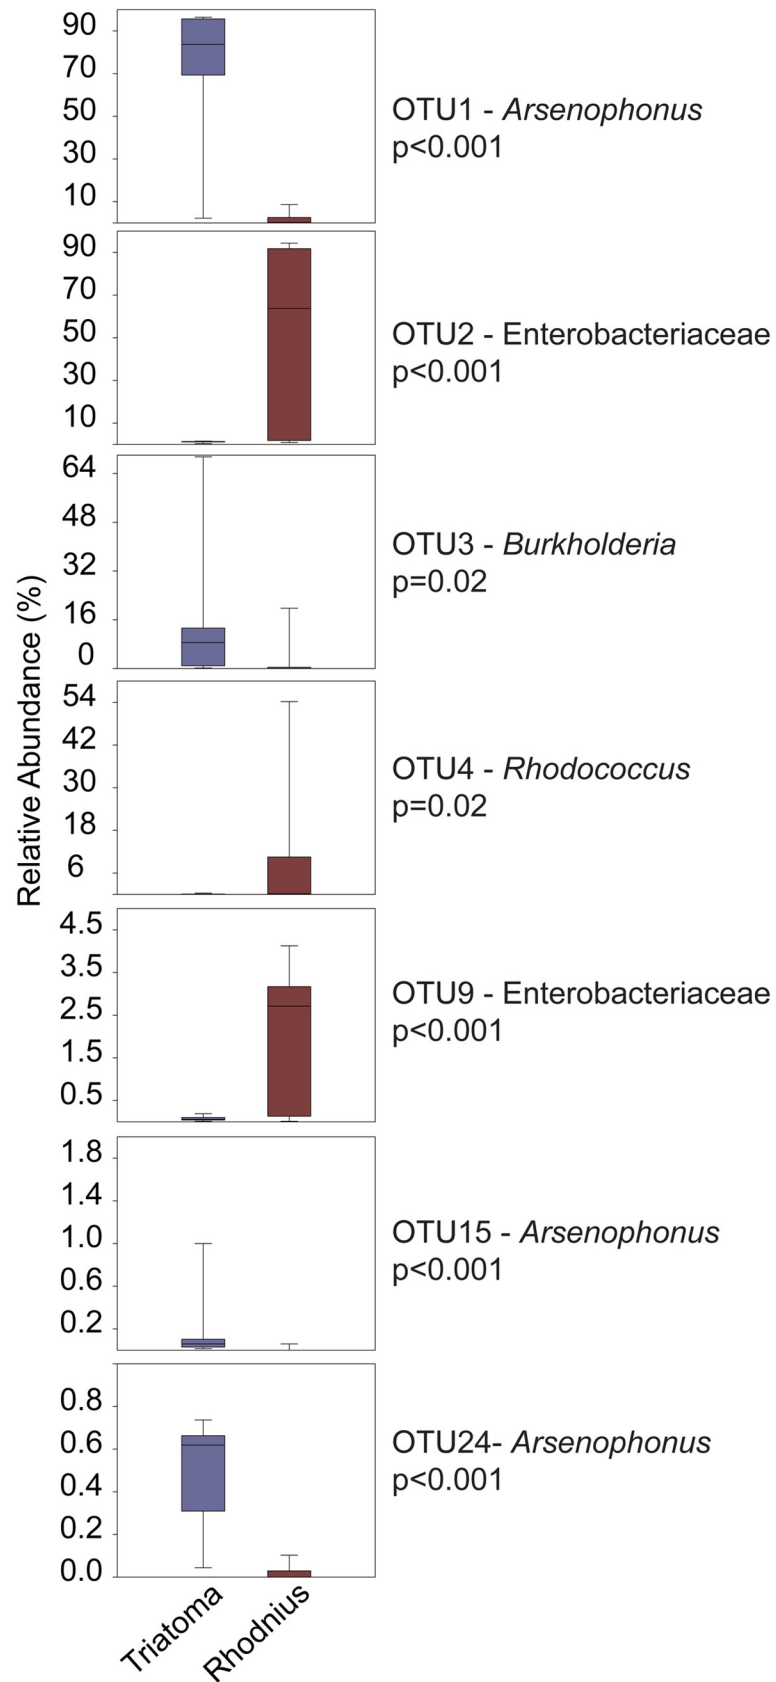 90
70
50
30
10
OTU1 - Arsenophonus
p<0.001
90
70
50
30
10
OTU2 - Enterobacteriaceae
p<0.001
64
48
32
16
0
OTU3 - Burkholderia
p=0.02
Relative Abundance (%)
54
42
30
18
6
OTU4 - Rhodococcus
p=0.02
4.5
3.5
2.5
1.5
0.5
OTU9 - Enterobacteriaceae
p<0.001
1.8
1.4
1.0
0.6
0.2
OTU15 - Arsenophonus
p<0.001
0.8
0.6
0.4
0.2
0.0
OTU24- Arsenophonus
p<0.001
Triatoma
Rhodnius